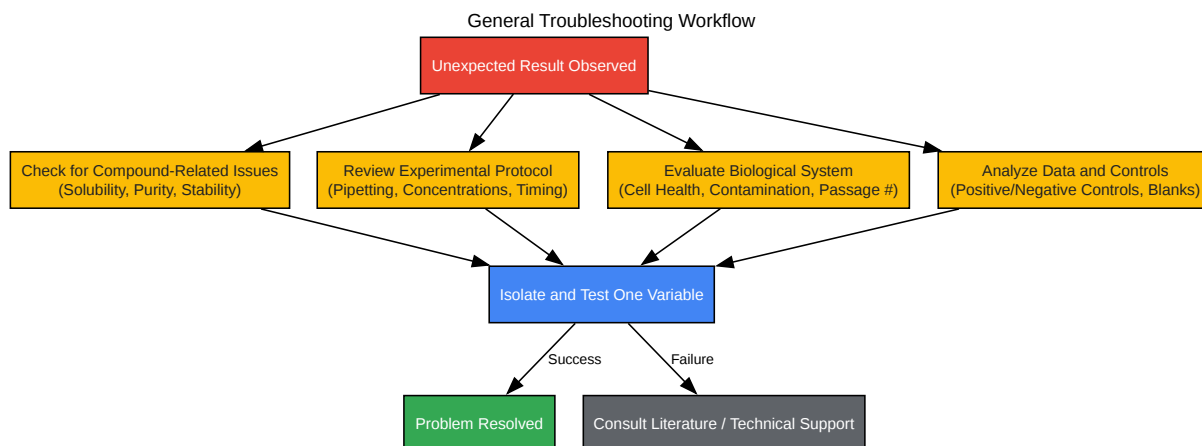 General Troubleshooting Workflow
Unexpected Result Observed
Check for Compound-Related Issues
(Solubility, Purity, Stability)
Review Experimental Protocol
(Pipetting, Concentrations, Timing)
Evaluate Biological System
(Cell Health, Contamination, Passage #)
Analyze Data and Controls
(Positive/Negative Controls, Blanks)
Isolate and Test One Variable
Success
Failure
Problem Resolved
Consult Literature / Technical Support